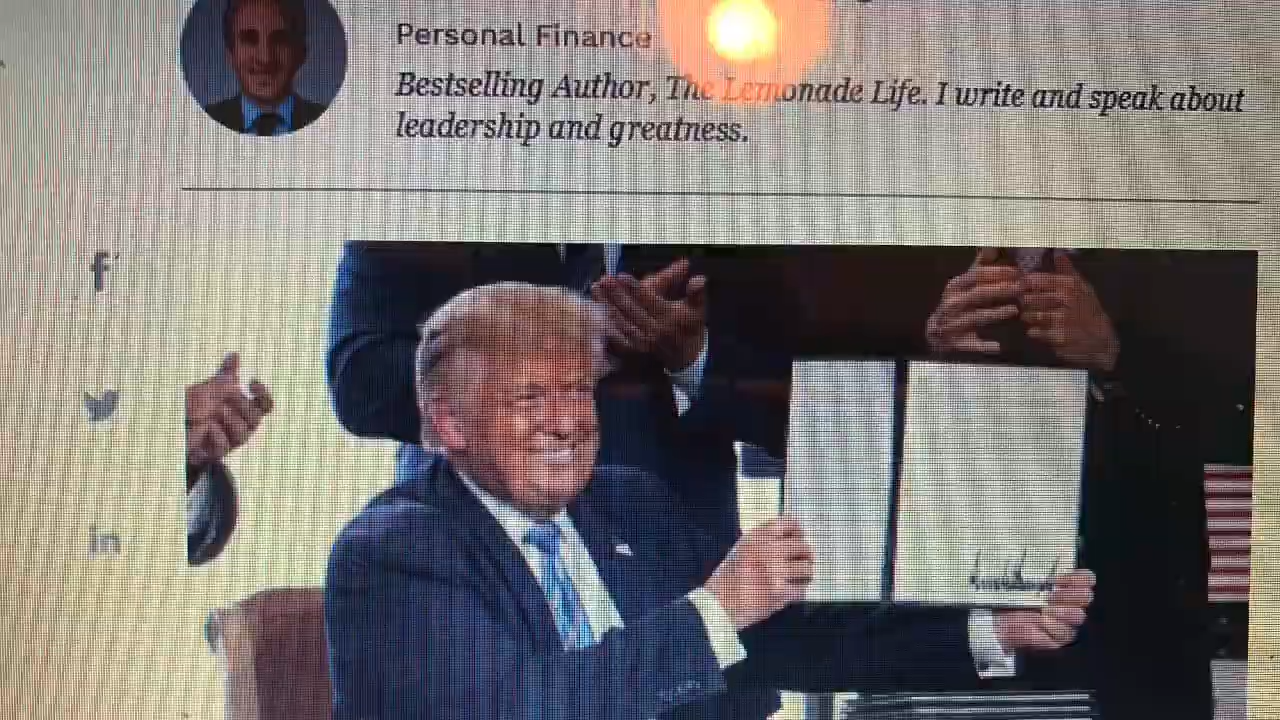 Personal Finance
Bestselling Author, The Lemonade Life. I write and speak about
leadership and greatness.
f
in